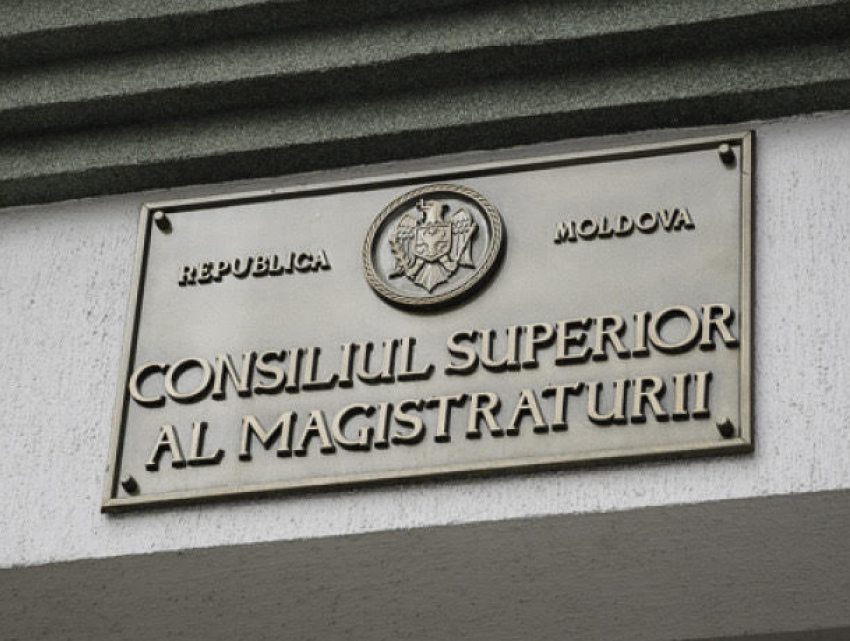 REPUBLICA MOLDOVA
CONSILIUL SUPERIOR
AL MAGISTRATURII